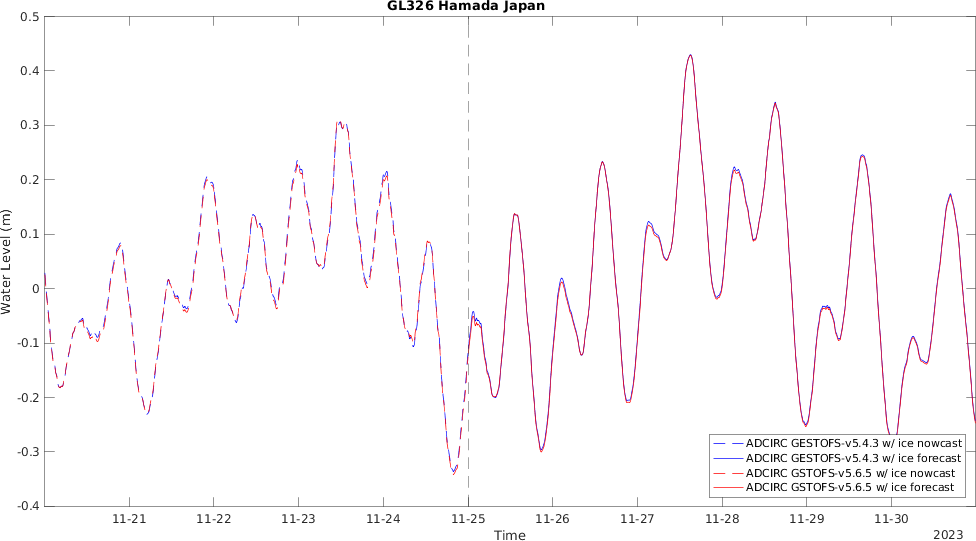 GL326 Hamada Japan
0.5
0.4
0.3
0.2
0.1
0
-0.1
-0.2
-0.3
-0.4
Water Level (m)
ADCIRC GESTOFS-v5.4.3 w/ ice nowcast
ADCIRC GESTOFS-v5.4.3 w/ ice forecast
ADCIRC GSTOFS-v5.6.5 w/ ice nowcast
ADCIRC GSTOFS-v5.6.5 w/ ice forecast
11-21 11-22 11-23 11-24 11-25 11-26 11-27 11-28 11-29 11-30
Time
2023